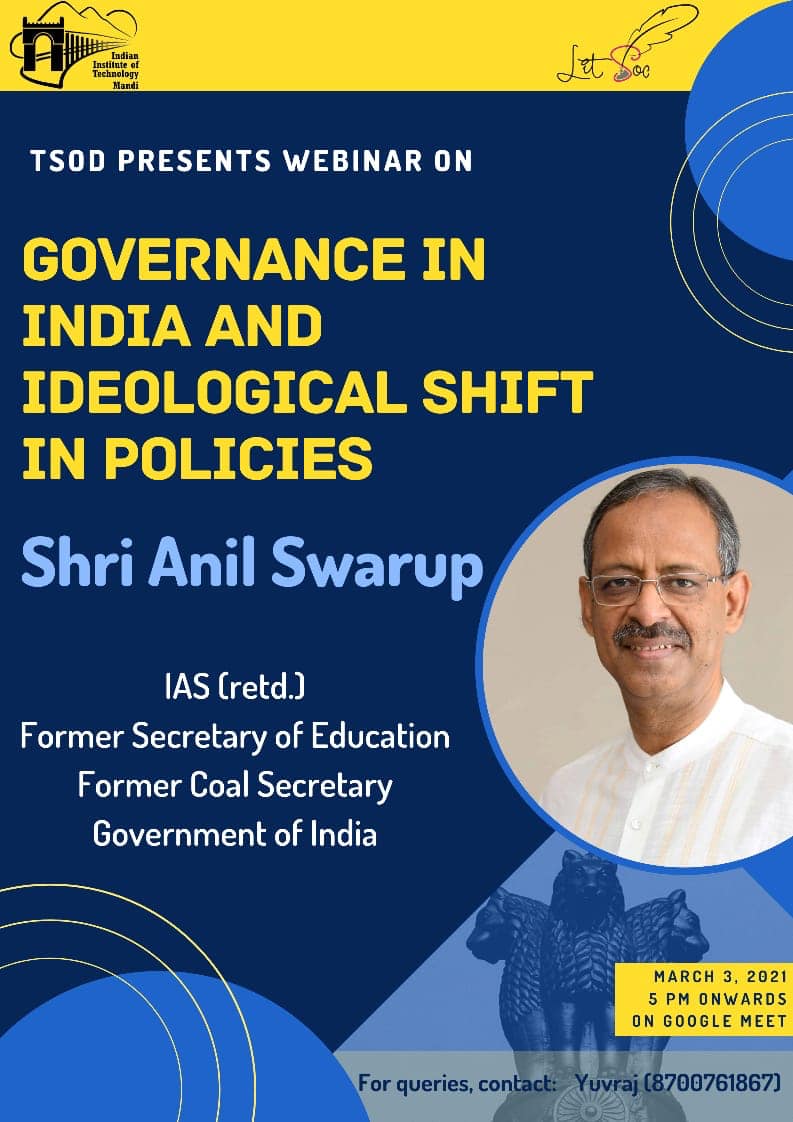 Indian
Institute of
Technology
Mandi
Let Soc
TSOD PRESENTS WEBINAR ON
GOVERNANCE IN
INDIA AND
IDEOLOGICAL SHIFT
IN POLICIES
Shri Anil Swarup
IAS (retd.)
Former Secretary of Education
Former Coal Secretary
Government of India
MARCH 3, 2021
5 PM ONWARDS
ON GOOGLE MEET
For queries, contact: Yuvraj (8700761867)